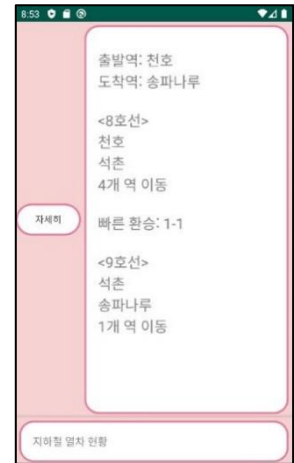 8:53
출발역: 천호
도착역: 송파나루
<8호선>
천호
석촌
4개 역 이동
자세히
빠른 환승: 1-1
<9호선>
석촌
송파나루
1개 역 이동
지하철 열차 현황